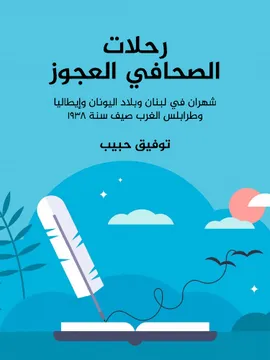 رحلات
الصحافي العجوز
شهران في لبنان وبلاد اليونان وإيطاليا
وطرابلس الغرب صيف سنة ١٩٣٨
توفيق حبيب